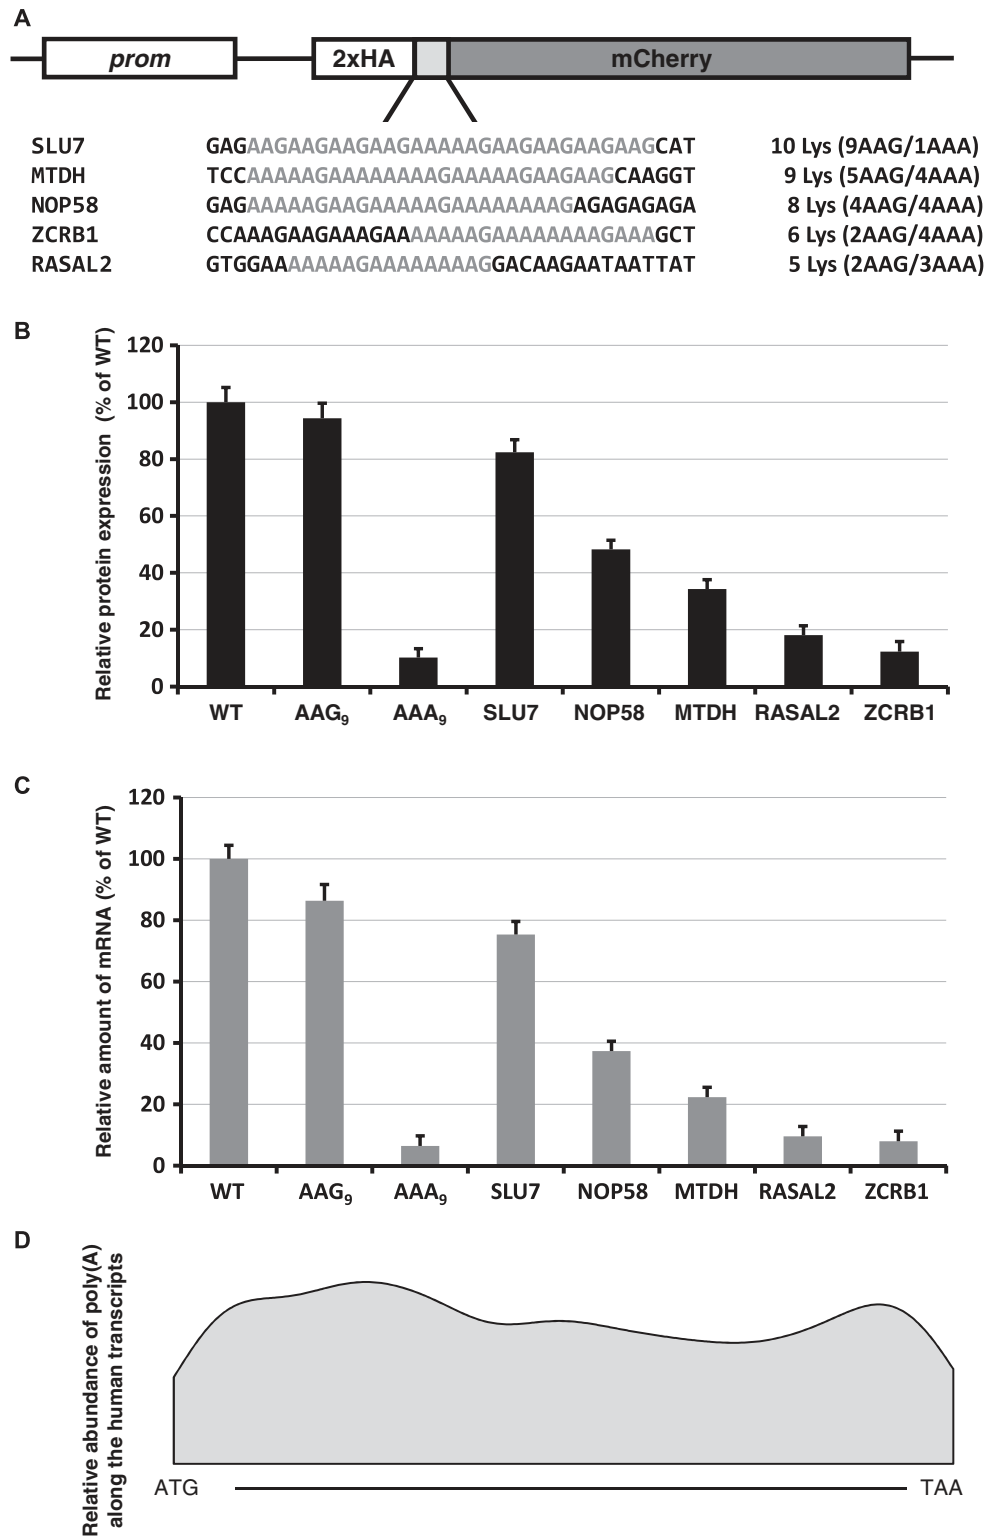 A
prom 2xHA mCherry
SLU7 GAGAAGAAGAAGAAGAAAAAGAAGAAGAAGAAGCAT 10 Lys (9AAG/1AAA)
MTDH TCCAAAAAGAAAAAAAAGAAAAAGAAGAAGCAAGGT 9 Lys (5AAG/4AAA)
NOP58 GAGAAAAAGAAGAAAAAGAAAAAAAAGAGAGAGAGA 8 Lys (4AAG/4AAA)
ZCRB1 CCAAAGAAGAAAGAAAAAAAGAAAAAAAAGAAAGCT 6 Lys (2AAG/4AAA)
RASAL2 GTGGAAAAAAAGAAAAAAAAGGACAAGAATAATTAT 5 Lys (2AAG/3AAA)
B
Relative protein expression (% of WT)
120
100
80
60
40
20
0
WT AAG9 AAA9 SLU7 NOP58 MTDH RASAL2 ZCRB1
C
Relative amount of mRNA (% of WT)
120
100
80
60
40
20
0
WT AAG9 AAA9 SLU7 NOP58 MTDH RASAL2 ZCRB1
D
Relative abundance of poly(A)
along the human transcripts
ATG TAA